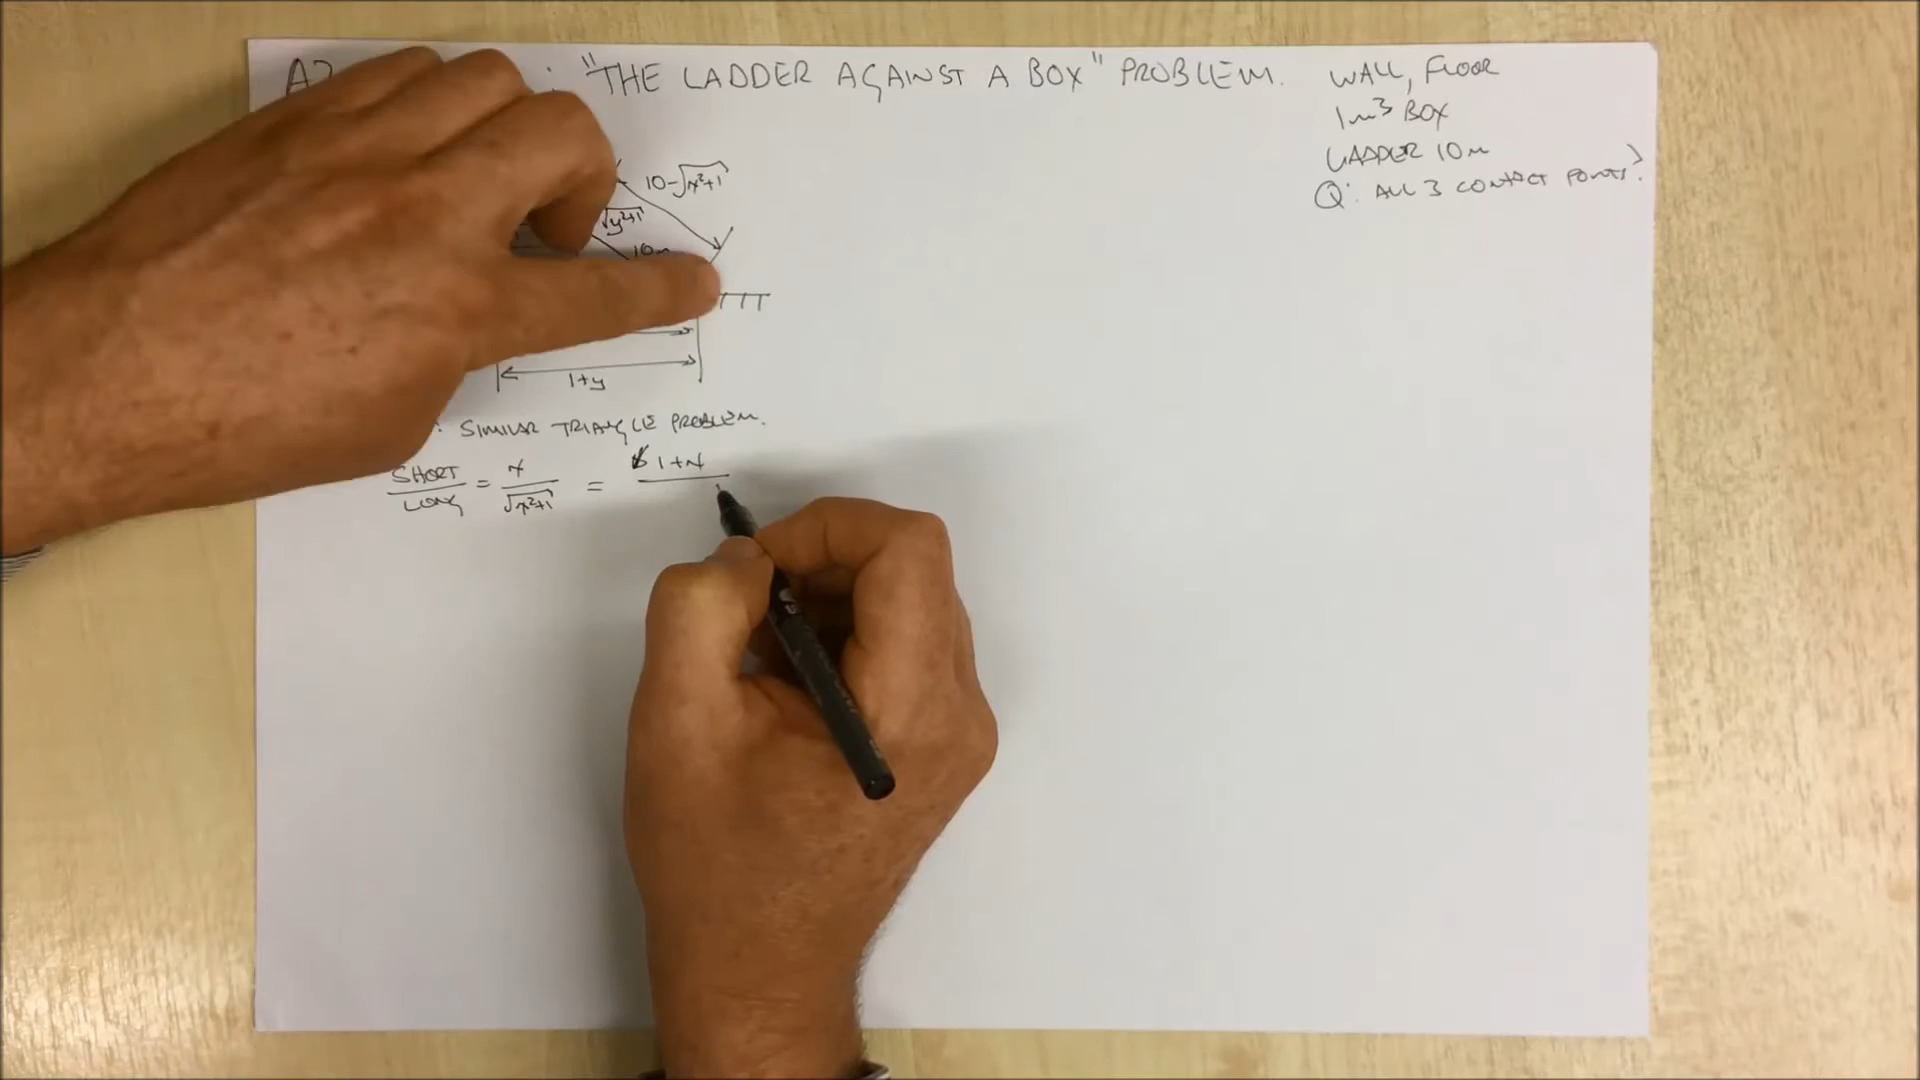 A : "THE LADDER AGAINST A BOX" PROBLEM.
WALL, FLOOR
1m³ BOX
LADDER 10m
Q: ALL 3 CONTACT POINTS?
10-√x²+1
√y²+1
10m
1+y
: SIMILAR TRIANGLE PROBLEM.
SHORT/LONG = x/√x²+1 = 1+x